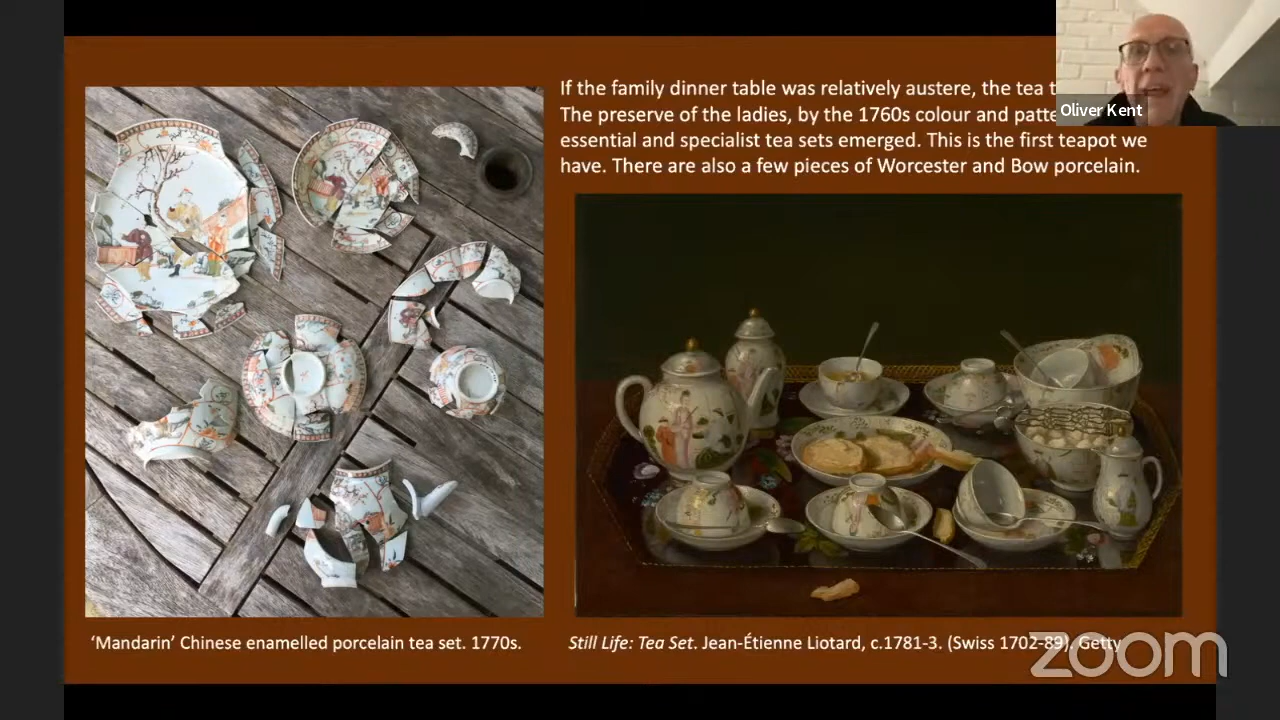 If the family dinner table was relatively austere, the tea
The preserve of the ladies, by the 1760s colour and
essential and specialist tea sets emerged. This is the first teapot we
have. There are also a few pieces of Worcester and Bow porcelain.
Oliver Kent
‘Mandarin’ Chinese enamelled porcelain tea set. 1770s.
Still Life: Tea Set. Jean-Étienne Liotard, c.1781-3. (Swiss 1702-89). Getty
zoom